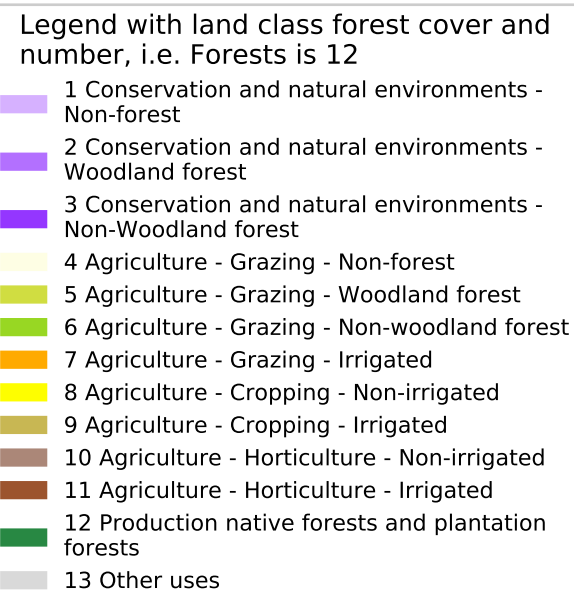 Legend with land class forest cover and
number, i.e. Forests is 12
1 Conservation and natural environments -
Non-forest
2 Conservation and natural environments -
Woodland forest
3 Conservation and natural environments -
Non-Woodland forest
4 Agriculture - Grazing - Non-forest
5 Agriculture - Grazing - Woodland forest
6 Agriculture - Grazing - Non-woodland forest
7 Agriculture - Grazing - Irrigated
8 Agriculture - Cropping - Non-irrigated
9 Agriculture - Cropping - Irrigated
10 Agriculture - Horticulture - Non-irrigated
11 Agriculture - Horticulture - Irrigated
12 Production native forests and plantation
forests
13 Other uses